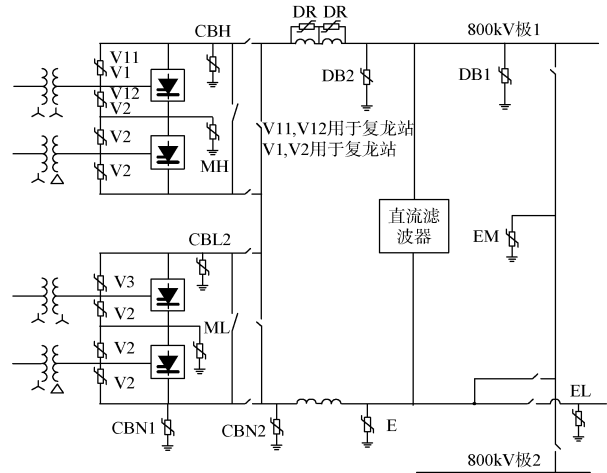 DR DR
CBH
800kV极1
V11
V1
V12
V2
DB2
DB1
V11,V12用于复龙站
V1,V2用于复龙站
V2
MH
V2
直流滤
波器
EM
CBL2
V3
V2
ML
V2
V2
EL
CBN1
CBN2
E
800kV极2